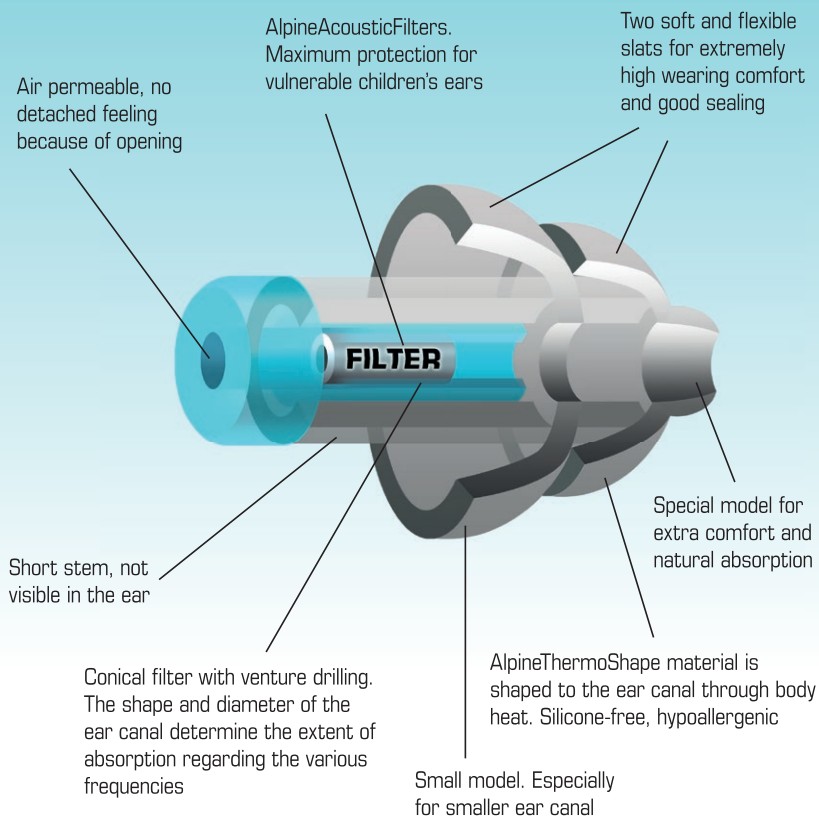 AlpineAcousticFilters.
Maximum protection for
vulnerable children's ears
Two soft and flexible
slats for extremely
high wearing comfort
and good sealing
Air permeable, no
detached feeling
because of opening
FILTER
Special model for
extra comfort and
natural absorption
Short stem, not
visible in the ear
AlpineThermoShape material is
shaped to the ear canal through body
heat. Silicone-free, hypoallergenic
Conical filter with venture drilling.
The shape and diameter of the
ear canal determine the extent of
absorption regarding the various
frequencies
Small model. Especially
for smaller ear canal